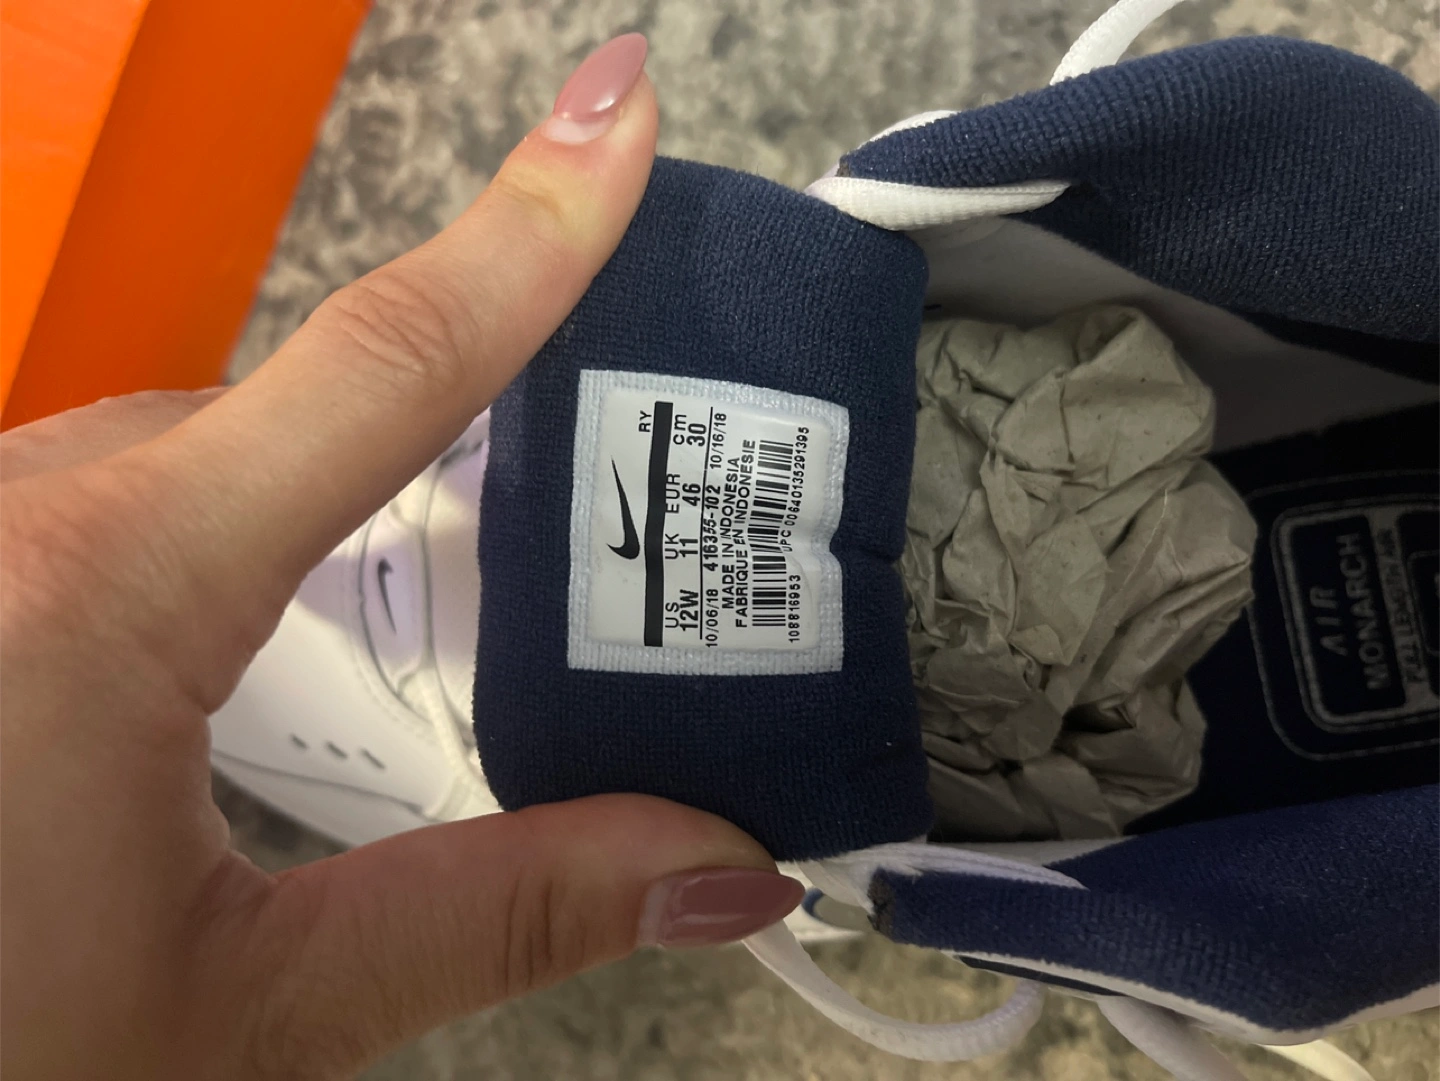 RY
US UK EUR cm
12W 11 46 30
10/06/18 416355-102 10/16/18
MADE IN INDONESIA
FABRIQUE EN INDONESIE
108816953 UPC 00640135291395
AIR
MONARCH